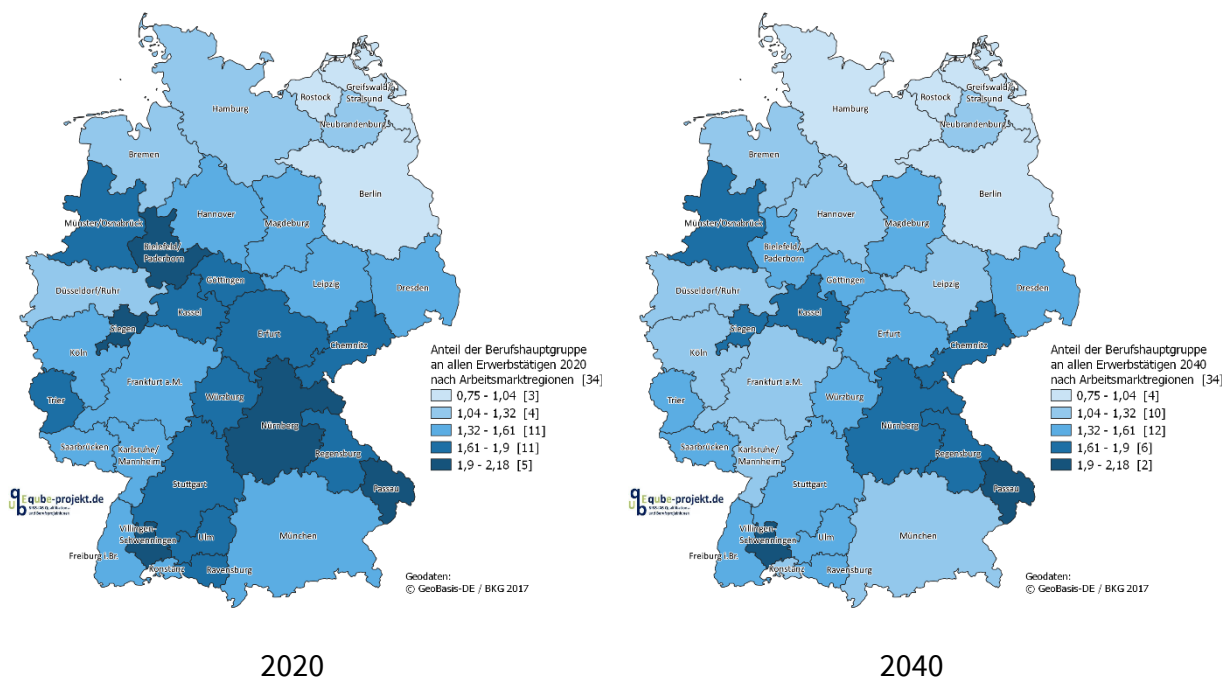 Hamburg
Rostock
Greifswald/
Stralsund
Neubrandenburg
Bremen
Berlin
Hannover
Magdeburg
Münster/Osnabrück
Bielefeld/
Paderborn
Göttingen
Leipzig
Dresden
Düsseldorf/Ruhr
Kassel
Siegen
Erfurt
Chemnitz
Köln
Frankfurt a.M.
Trier
Würzburg
Nürnberg
Saarbrücken
Karlsruhe/
Mannheim
Regensburg
Stuttgart
Passau
Villingen-
Schwenningen
Ulm
München
Freiburg i.Br.
Konstanz
Ravensburg
Anteil der Berufshauptgruppe
an allen Erwerbstätigen 2020
nach Arbeitsmarktregionen [34]
0,75 - 1,04 [3]
1,04 - 1,32 [4]
1,32 - 1,61 [11]
1,61 - 1,9 [11]
1,9 - 2,18 [5]
qube-projekt.de
Geodaten:
© GeoBasis-DE / BKG 2017
2020
Hamburg
Rostock
Greifswald/
Stralsund
Neubrandenburg
Bremen
Berlin
Hannover
Magdeburg
Münster/Osnabrück
Bielefeld/
Paderborn
Göttingen
Leipzig
Dresden
Düsseldorf/Ruhr
Kassel
Siegen
Erfurt
Chemnitz
Köln
Frankfurt a.M.
Trier
Würzburg
Nürnberg
Saarbrücken
Karlsruhe/
Mannheim
Regensburg
Stuttgart
Passau
Villingen-
Schwenningen
Ulm
München
Freiburg i.Br.
Konstanz
Ravensburg
Anteil der Berufshauptgruppe
an allen Erwerbstätigen 2040
nach Arbeitsmarktregionen [34]
0,75 - 1,04 [4]
1,04 - 1,32 [10]
1,32 - 1,61 [12]
1,61 - 1,9 [6]
1,9 - 2,18 [2]
qube-projekt.de
Geodaten:
© GeoBasis-DE / BKG 2017
2040